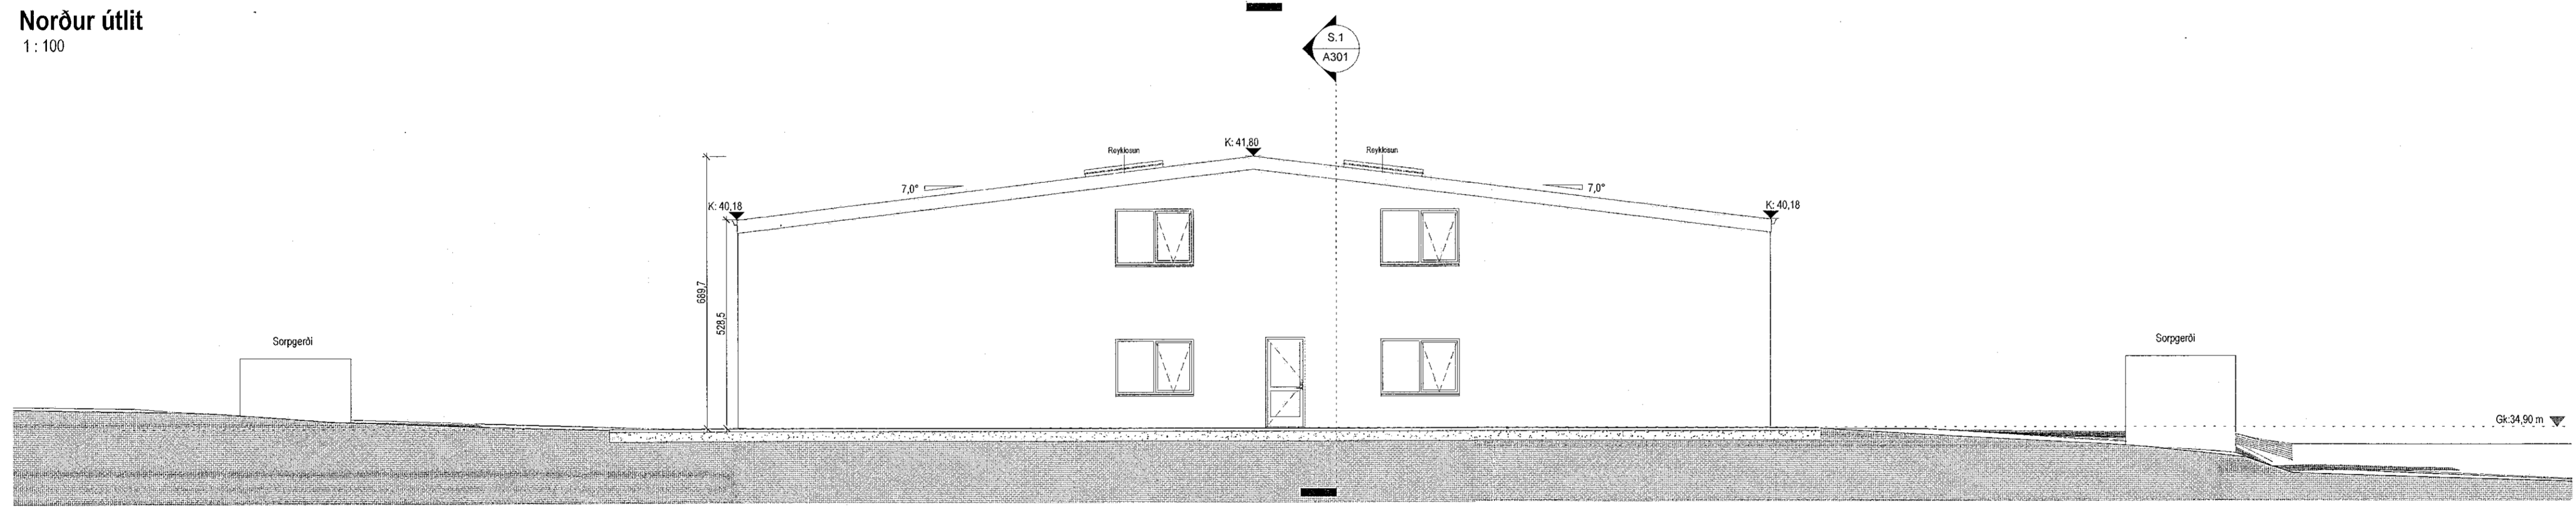 Norður útlit
1 : 100
S.1
A301
K: 41,80
Reyklosun
Reyklosun
7,0°
7,0°
K: 40,18
K: 40,18
689,7
528,5
Sorpgerði
Sorpgerði
Gk:34,90 m